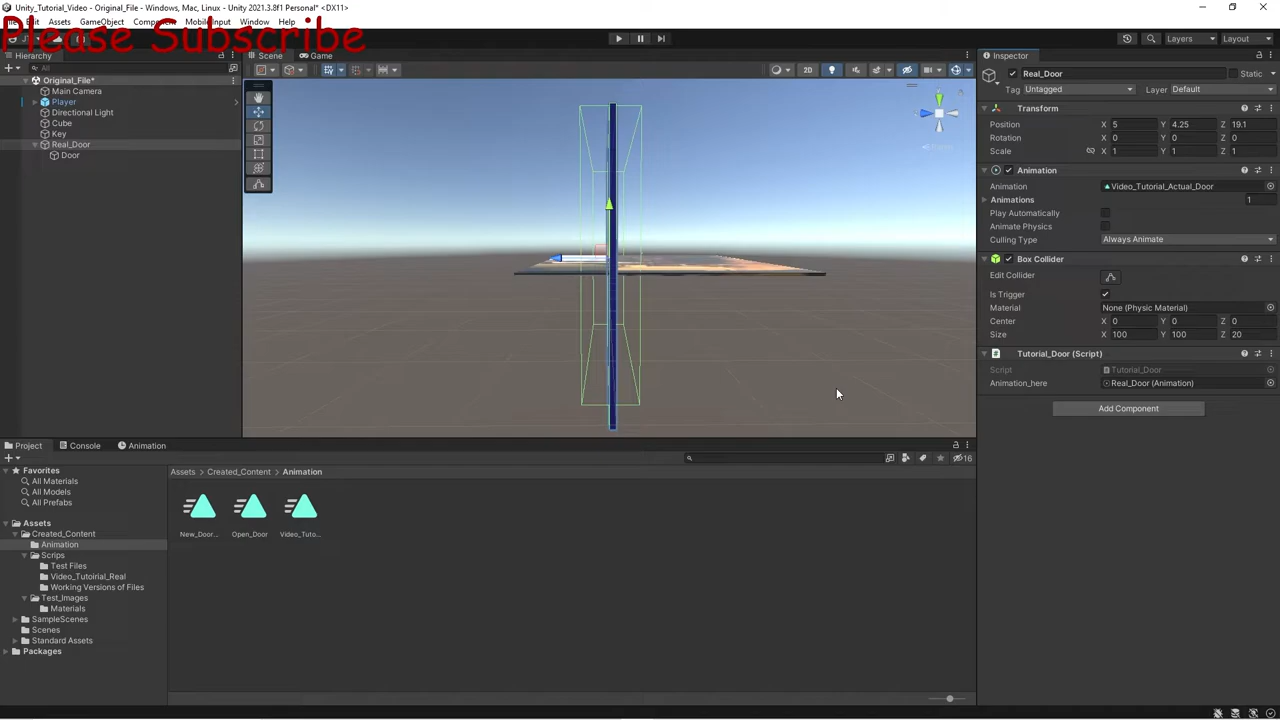 Unity_Tutorial_Video - Original_File* - Windows, Mac, Linux - Unity 2021.3.8f1 Personal* <DX11>
Edit Assets GameObject Component MobileInput Window Help
Please Subscribe
Layers Layout
Hierarchy
All
Original_File*
Main Camera
Player
Directional Light
Cube
Key
Real_Door
Door
Scene Game
2D
Inspector
Real_Door Static
Tag Untagged Layer Default
Transform
Position X 5 Y 4.25 Z 19.1
Rotation X 0 Y 0 Z 0
Scale X 1 Y 1 Z 1
Animation
Animation Video_Tutorial_Actual_Door
Animations 1
Play Automatically
Animate Physics
Culling Type Always Animate
Box Collider
Edit Collider
Is Trigger
Material None (Physic Material)
Center X 0 Y 0 Z 0
Size X 100 Y 100 Z 20
Tutorial_Door (Script)
Script Tutorial_Door
Animation_here Real_Door (Animation)
Add Component
Project Console Animation
16
Favorites
All Materials
All Models
All Prefabs
Assets
Created_Content
Animation
Scrips
Test Files
Video_Tutoirial_Real
Working Versions of Files
Test_Images
Materials
SampleScenes
Scenes
Standard Assets
Packages
Assets > Created_Content > Animation
New_Door... Open_Door Video_Tuto...